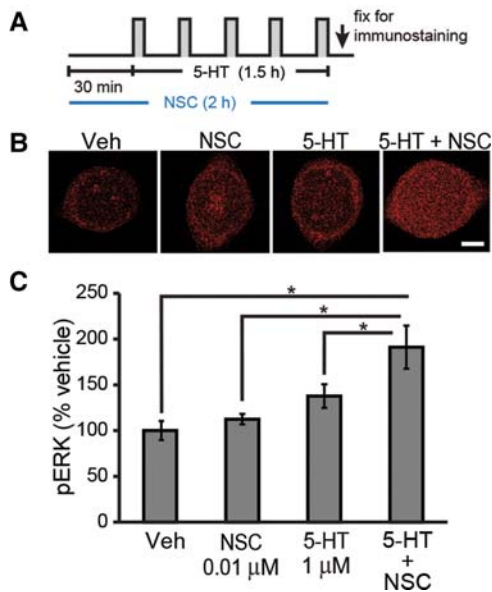 A
fix for
immunostaining
30 min
5-HT (1.5 h)
NSC (2 h)
B
Veh NSC 5-HT 5-HT + NSC
C
pERK (% vehicle)
250
200
150
100
50
0
*
*
*
Veh NSC 5-HT 5-HT
0.01 μM 1 μM +
NSC